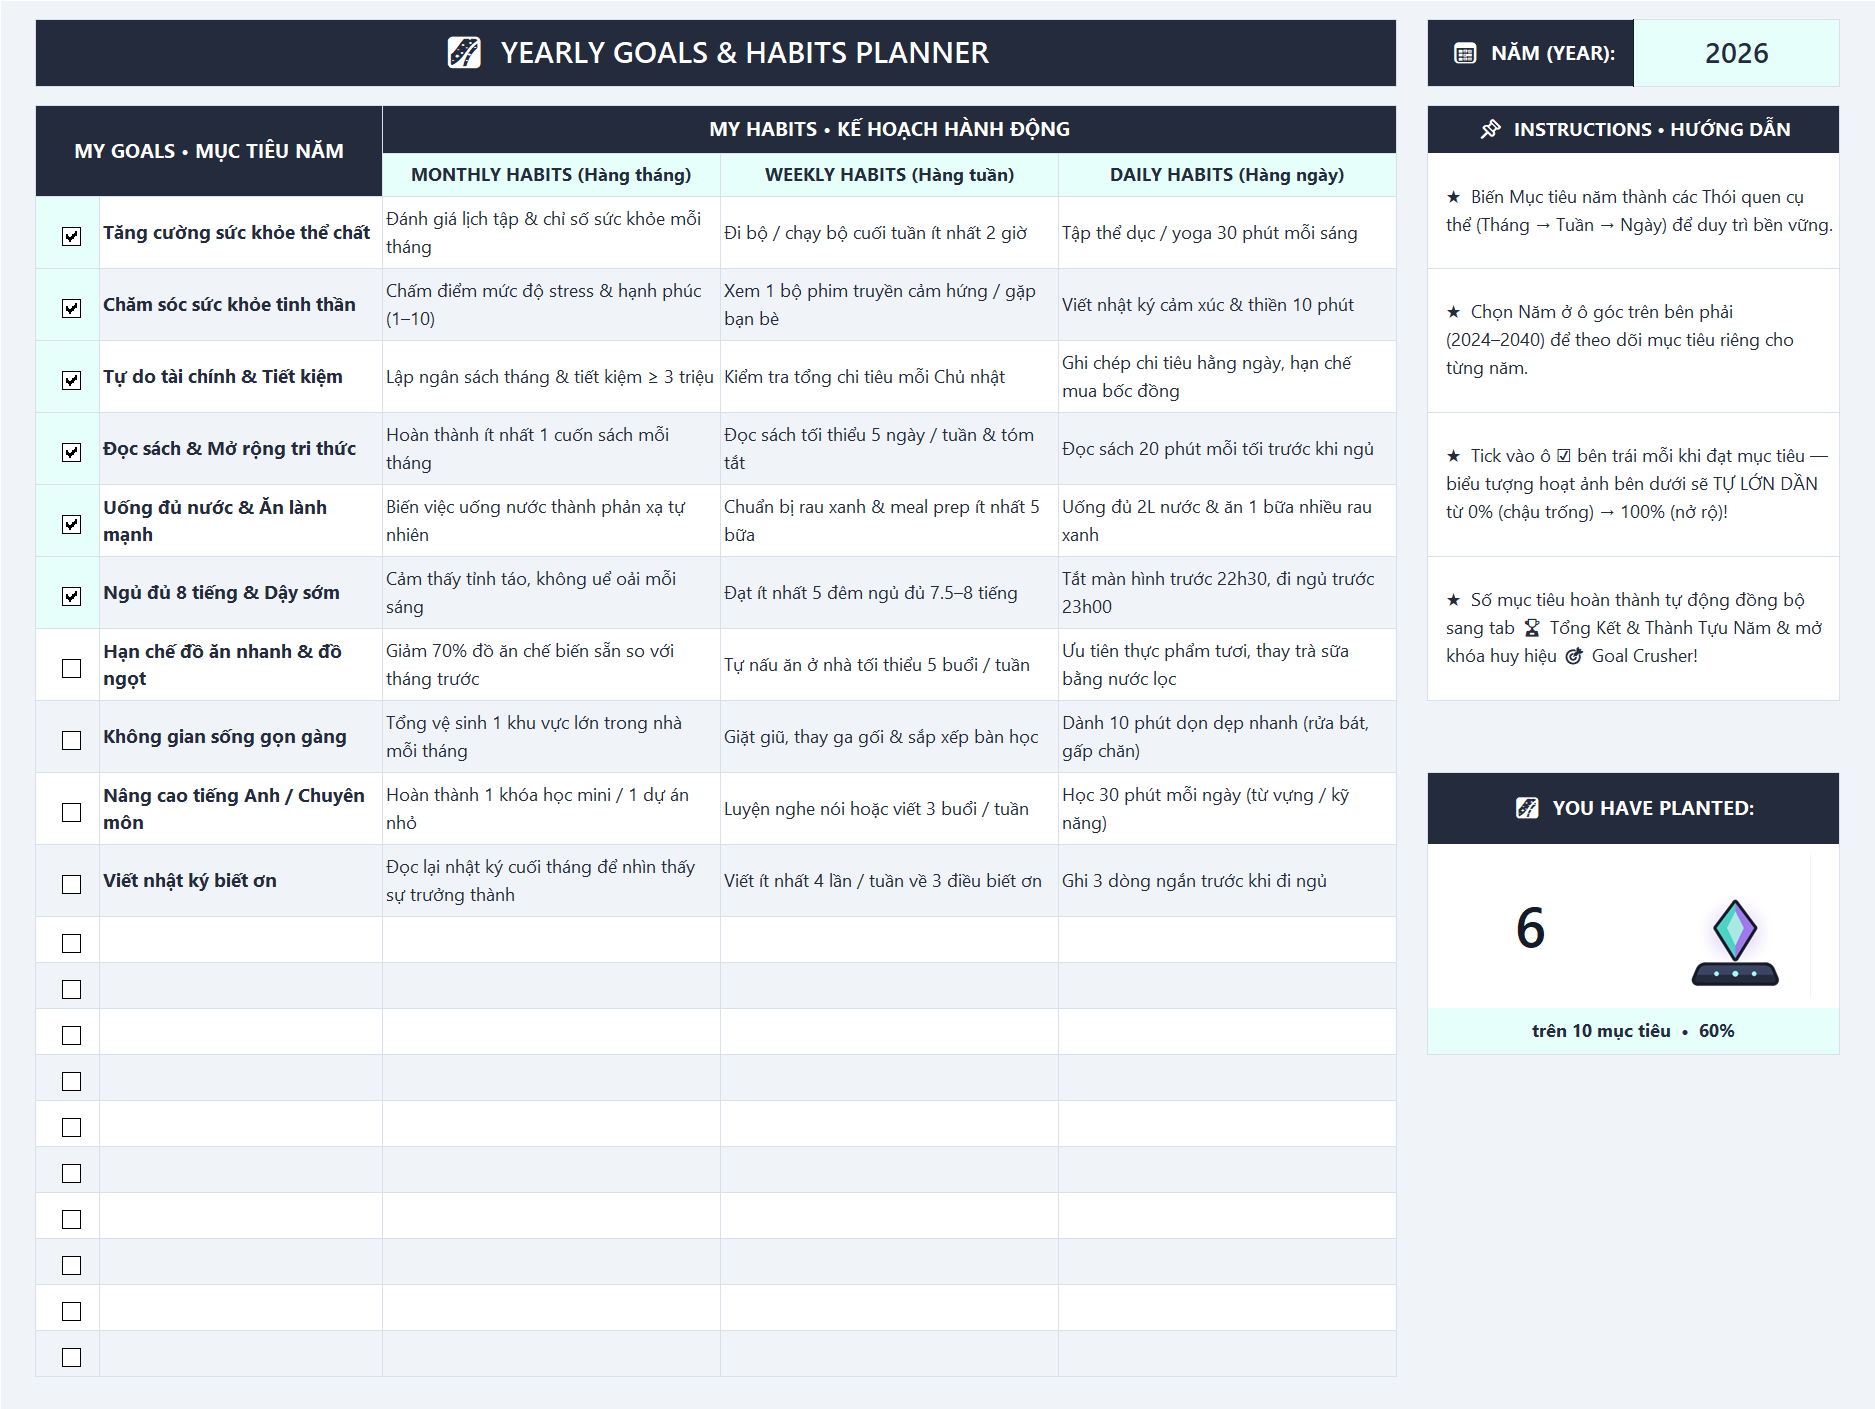 YEARLY GOALS & HABITS PLANNER
NĂM (YEAR):
2026
MY GOALS • MỤC TIÊU NĂM
MY HABITS • KẾ HOẠCH HÀNH ĐỘNG
MONTHLY HABITS (Hàng tháng)
WEEKLY HABITS (Hàng tuần)
DAILY HABITS (Hàng ngày)
Tăng cường sức khỏe thể chất
Đánh giá lịch tập & chỉ số sức khỏe mỗi
tháng
Đi bộ / chạy bộ cuối tuần ít nhất 2 giờ
Tập thể dục / yoga 30 phút mỗi sáng
Chăm sóc sức khỏe tinh thần
Chấm điểm mức độ stress & hạnh phúc
(1–10)
Xem 1 bộ phim truyền cảm hứng / gặp
bạn bè
Viết nhật ký cảm xúc & thiền 10 phút
Tự do tài chính & Tiết kiệm
Lập ngân sách tháng & tiết kiệm ≥ 3 triệu
Kiểm tra tổng chi tiêu mỗi Chủ nhật
Ghi chép chi tiêu hằng ngày, hạn chế
mua bốc đồng
Đọc sách & Mở rộng tri thức
Hoàn thành ít nhất 1 cuốn sách mỗi
tháng
Đọc sách tối thiểu 5 ngày / tuần & tóm
tắt
Đọc sách 20 phút mỗi tối trước khi ngủ
Uống đủ nước & Ăn lành
mạnh
Biến việc uống nước thành phản xạ tự
nhiên
Chuẩn bị rau xanh & meal prep ít nhất 5
bữa
Uống đủ 2L nước & ăn 1 bữa nhiều rau
xanh
Ngủ đủ 8 tiếng & Dậy sớm
Cảm thấy tỉnh táo, không uể oải mỗi
sáng
Đạt ít nhất 5 đêm ngủ đủ 7.5–8 tiếng
Tắt màn hình trước 22h30, đi ngủ trước
23h00
Hạn chế đồ ăn nhanh & đồ
ngọt
Giảm 70% đồ ăn chế biến sẵn so với
tháng trước
Tự nấu ăn ở nhà tối thiểu 5 buổi / tuần
Ưu tiên thực phẩm tươi, thay trà sữa
bằng nước lọc
Không gian sống gọn gàng
Tổng vệ sinh 1 khu vực lớn trong nhà
mỗi tháng
Giặt giũ, thay ga gối & sắp xếp bàn học
Dành 10 phút dọn dẹp nhanh (rửa bát,
gấp chăn)
Nâng cao tiếng Anh / Chuyên
môn
Hoàn thành 1 khóa học mini / 1 dự án
nhỏ
Luyện nghe nói hoặc viết 3 buổi / tuần
Học 30 phút mỗi ngày (từ vựng / kỹ
năng)
Viết nhật ký biết ơn
Đọc lại nhật ký cuối tháng để nhìn thấy
sự trưởng thành
Viết ít nhất 4 lần / tuần về 3 điều biết ơn
Ghi 3 dòng ngắn trước khi đi ngủ
INSTRUCTIONS • HƯỚNG DẪN
★ Biến Mục tiêu năm thành các Thói quen cụ
thể (Tháng → Tuần → Ngày) để duy trì bền vững.
★ Chọn Năm ở ô góc trên bên phải
(2024–2040) để theo dõi mục tiêu riêng cho
từng năm.
★ Tick vào ô ☑ bên trái mỗi khi đạt mục tiêu —
biểu tượng hoạt ảnh bên dưới sẽ TỰ LỚN DẦN
từ 0% (chậu trống) → 100% (nở rộ)!
★ Số mục tiêu hoàn thành tự động đồng bộ
sang tab 🏆 Tổng Kết & Thành Tựu Năm & mở
khóa huy hiệu 🎯 Goal Crusher!
YOU HAVE PLANTED:
6
trên 10 mục tiêu • 60%